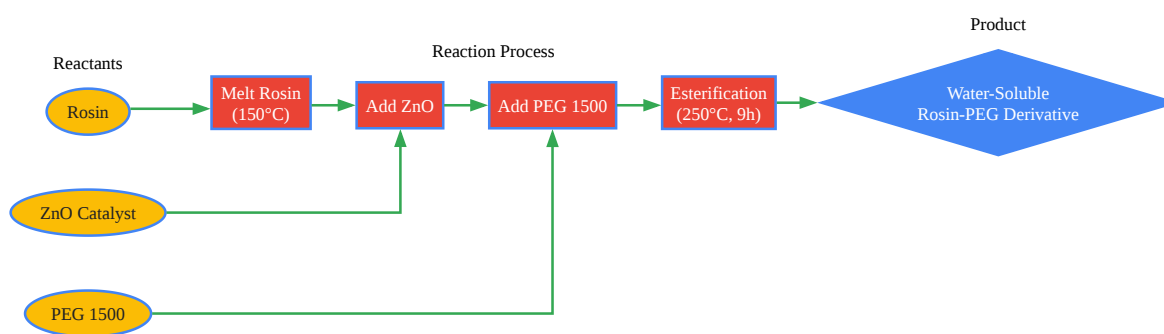 Product
Reaction Process
Reactants
Rosin
Melt Rosin
(150°C)
Add ZnO
Add PEG 1500
Esterification
(250°C, 9h)
Water-Soluble
Rosin-PEG Derivative
ZnO Catalyst
PEG 1500